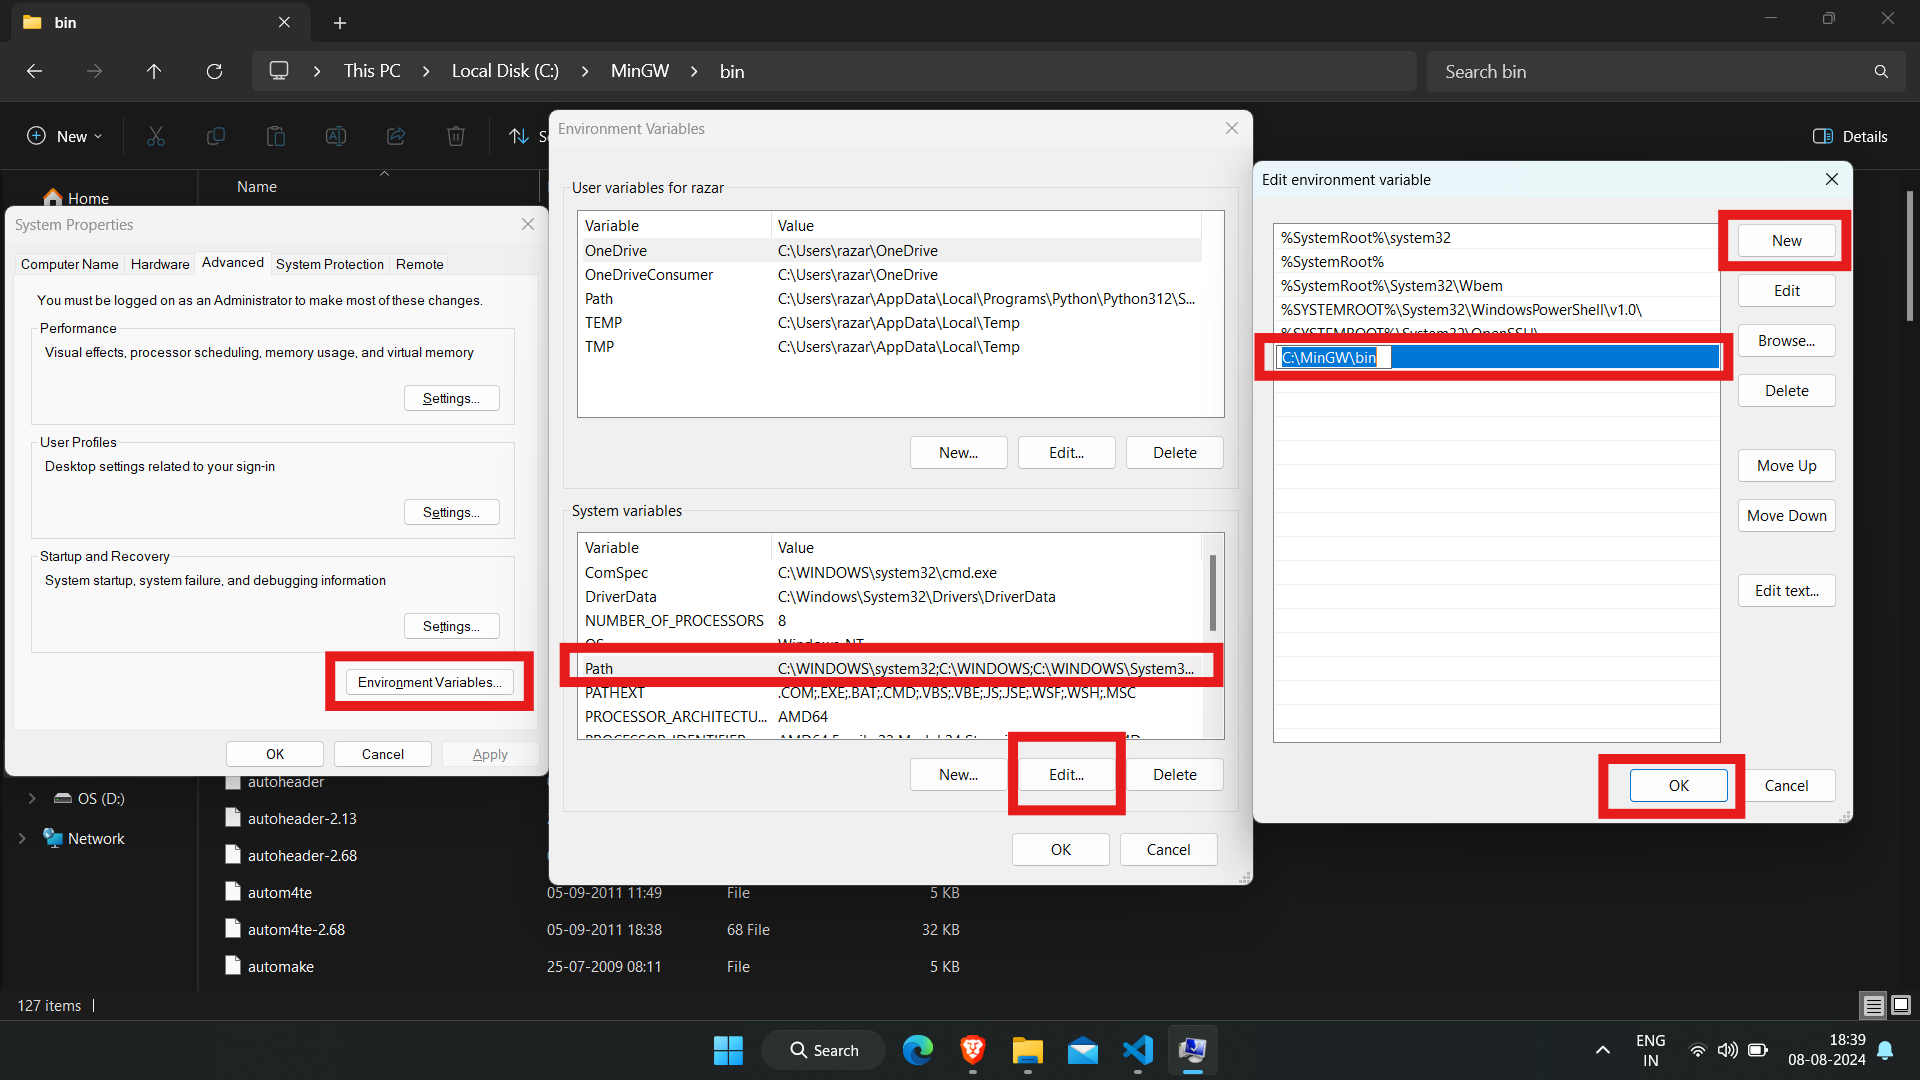 bin
This PC
Local Disk (C:)
MinGW
bin
Search bin
New
Details
Name
Home
System Properties
Computer Name
Hardware
Advanced
System Protection
Remote
You must be logged on as an Administrator to make most of these changes.
Performance
Visual effects, processor scheduling, memory usage, and virtual memory
Settings...
User Profiles
Desktop settings related to your sign-in
Settings...
Startup and Recovery
System startup, system failure, and debugging information
Settings...
Environment Variables...
OK
Cancel
Apply
Environment Variables
User variables for razar
Variable Value
OneDrive C:\Users\razar\OneDrive
OneDriveConsumer C:\Users\razar\OneDrive
Path C:\Users\razar\AppData\Local\Programs\Python\Python312\S...
TEMP C:\Users\razar\AppData\Local\Temp
TMP C:\Users\razar\AppData\Local\Temp
New...
Edit...
Delete
System variables
Variable Value
ComSpec C:\WINDOWS\system32\cmd.exe
DriverData C:\Windows\System32\Drivers\DriverData
NUMBER_OF_PROCESSORS 8
OS Windows_NT
Path C:\WINDOWS\system32;C:\WINDOWS;C:\WINDOWS\System3...
PATHEXT .COM;.EXE;.BAT;.CMD;.VBS;.VBE;.JS;.JSE;.WSF;.WSH;.MSC
PROCESSOR_ARCHITECTU... AMD64
PROCESSOR_IDENTIFIER
New...
Edit...
Delete
OK
Cancel
Edit environment variable
%SystemRoot%\system32
%SystemRoot%
%SystemRoot%\System32\Wbem
%SYSTEMROOT%\System32\WindowsPowerShell\v1.0\
%SYSTEMROOT%\System32\OpenSSH\
C:\MinGW\bin
New
Edit
Browse...
Delete
Move Up
Move Down
Edit text...
OK
Cancel
OS (D:)
Network
autoheader
autoheader-2.13
autoheader-2.68
autom4te 05-09-2011 11:49 File 5 KB
autom4te-2.68 05-09-2011 18:38 68 File 32 KB
automake 25-07-2009 08:11 File 5 KB
127 items
Search
ENG
IN
18:39
08-08-2024